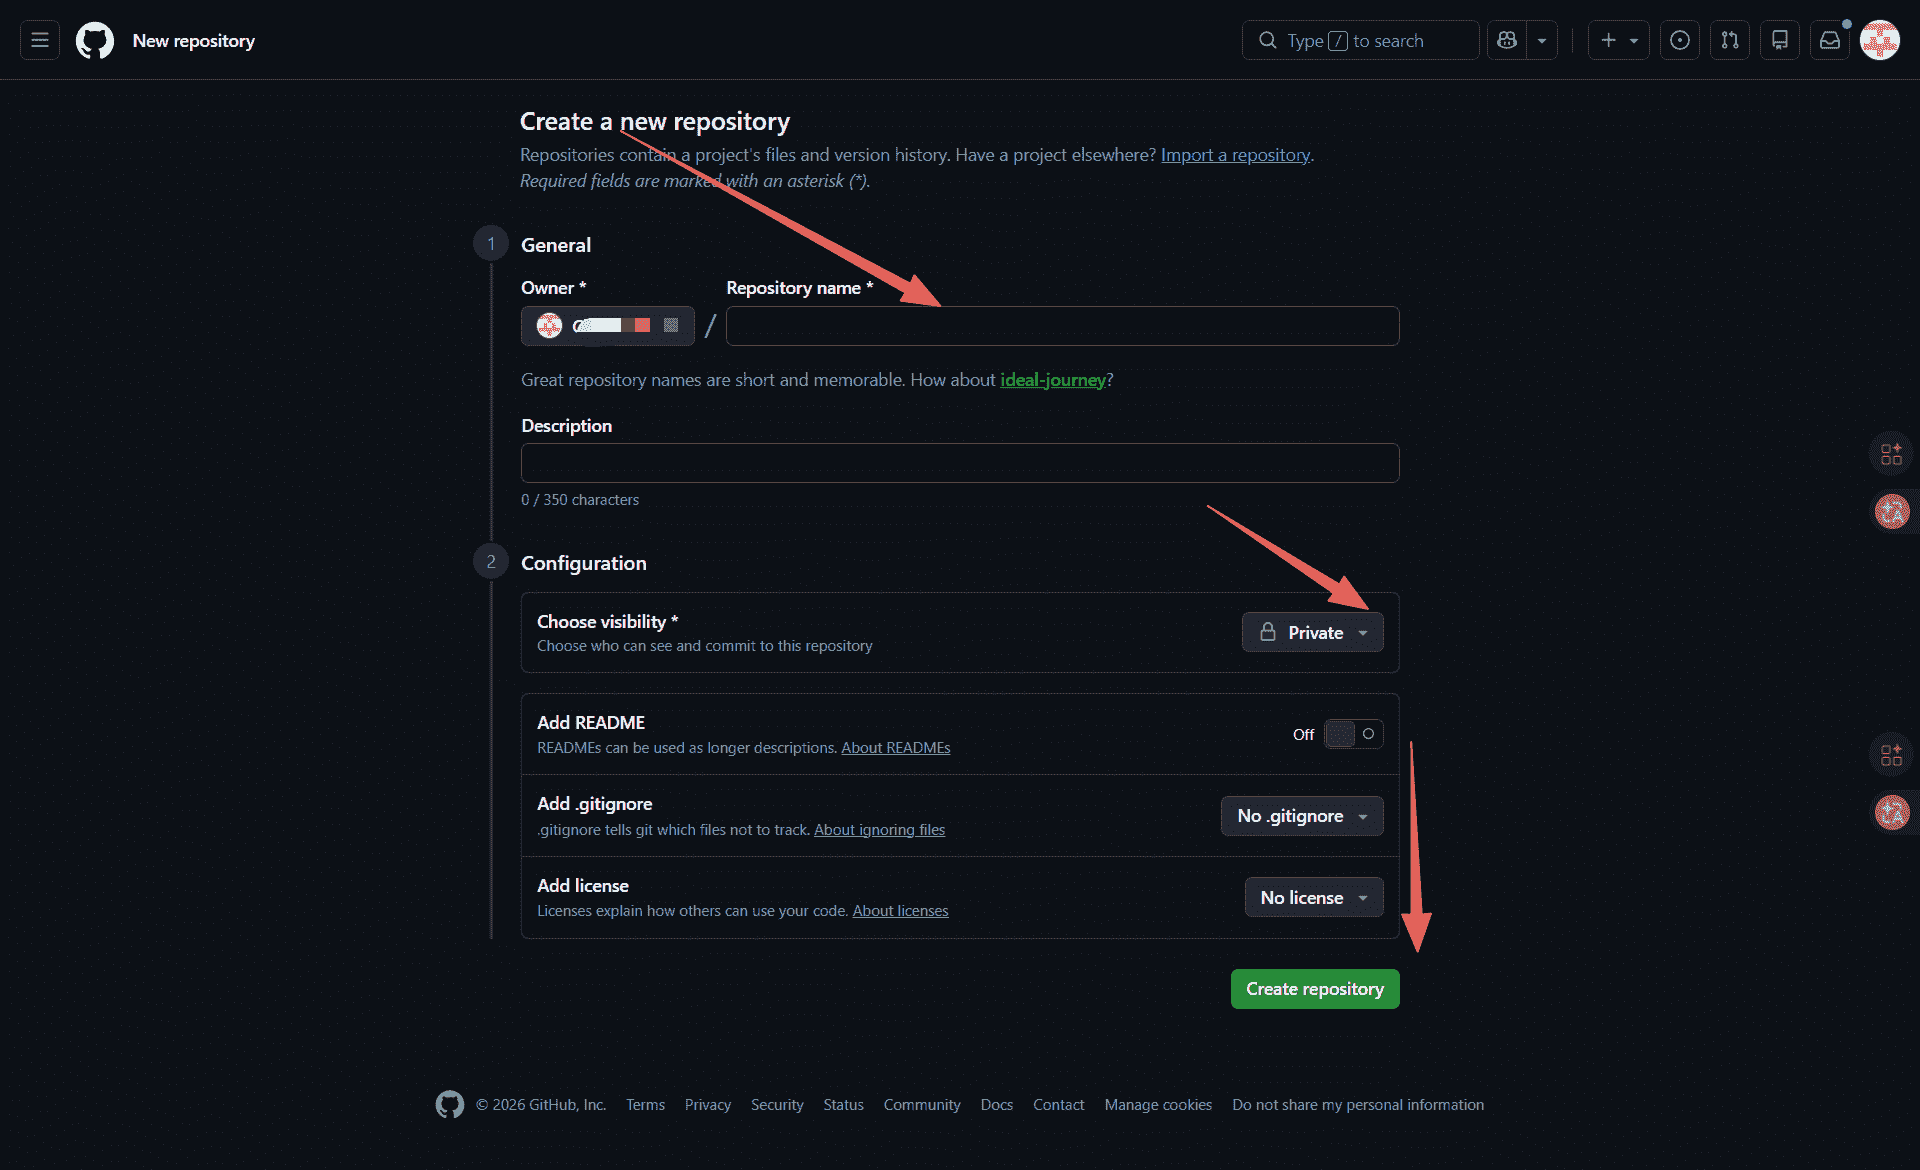 New repository
Type / to search
Create a new repository
Repositories contain a project's files and version history. Have a project elsewhere? Import a repository.
Required fields are marked with an asterisk (*).
1
General
Owner *
Repository name *
/
Great repository names are short and memorable. How about ideal-journey?
Description
0 / 350 characters
2
Configuration
Choose visibility *
Choose who can see and commit to this repository
Private
Add README
READMEs can be used as longer descriptions. About READMEs
Off
Add .gitignore
.gitignore tells git which files not to track. About ignoring files
No .gitignore
Add license
Licenses explain how others can use your code. About licenses
No license
Create repository
© 2026 GitHub, Inc. Terms Privacy Security Status Community Docs Contact Manage cookies Do not share my personal information